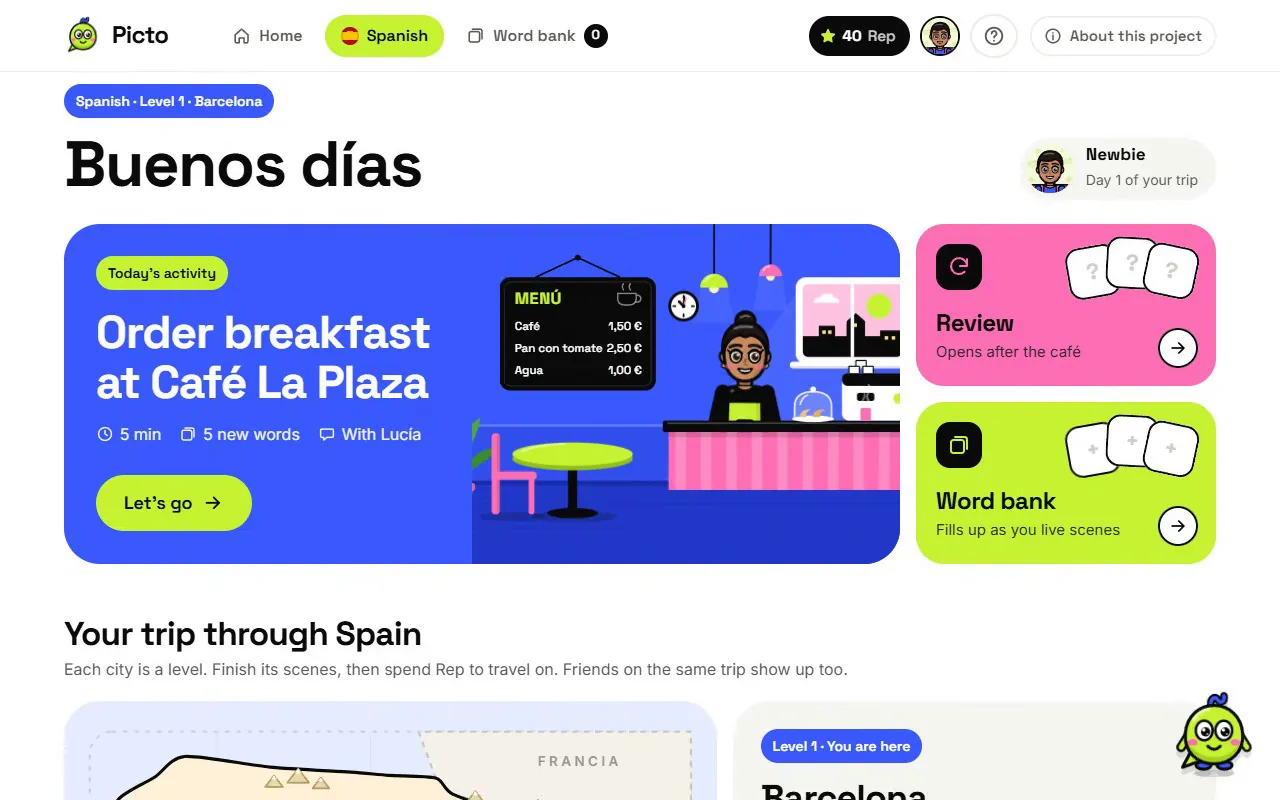 Picto
Home
Spanish
Word bank 0
40 Rep
About this project
Spanish · Level 1 · Barcelona
Buenos días
Newbie
Day 1 of your trip
Today's activity
Order breakfast
at Café La Plaza
5 min
5 new words
With Lucía
Let's go
MENÚ
Café 1,50 €
Pan con tomate 2,50 €
Agua 1,00 €
? ? ?
Review
Opens after the café
+ + +
Word bank
Fills up as you live scenes
Your trip through Spain
Each city is a level. Finish its scenes, then spend Rep to travel on. Friends on the same trip show up too.
FRANCIA
Level 1 · You are here
Barcelona